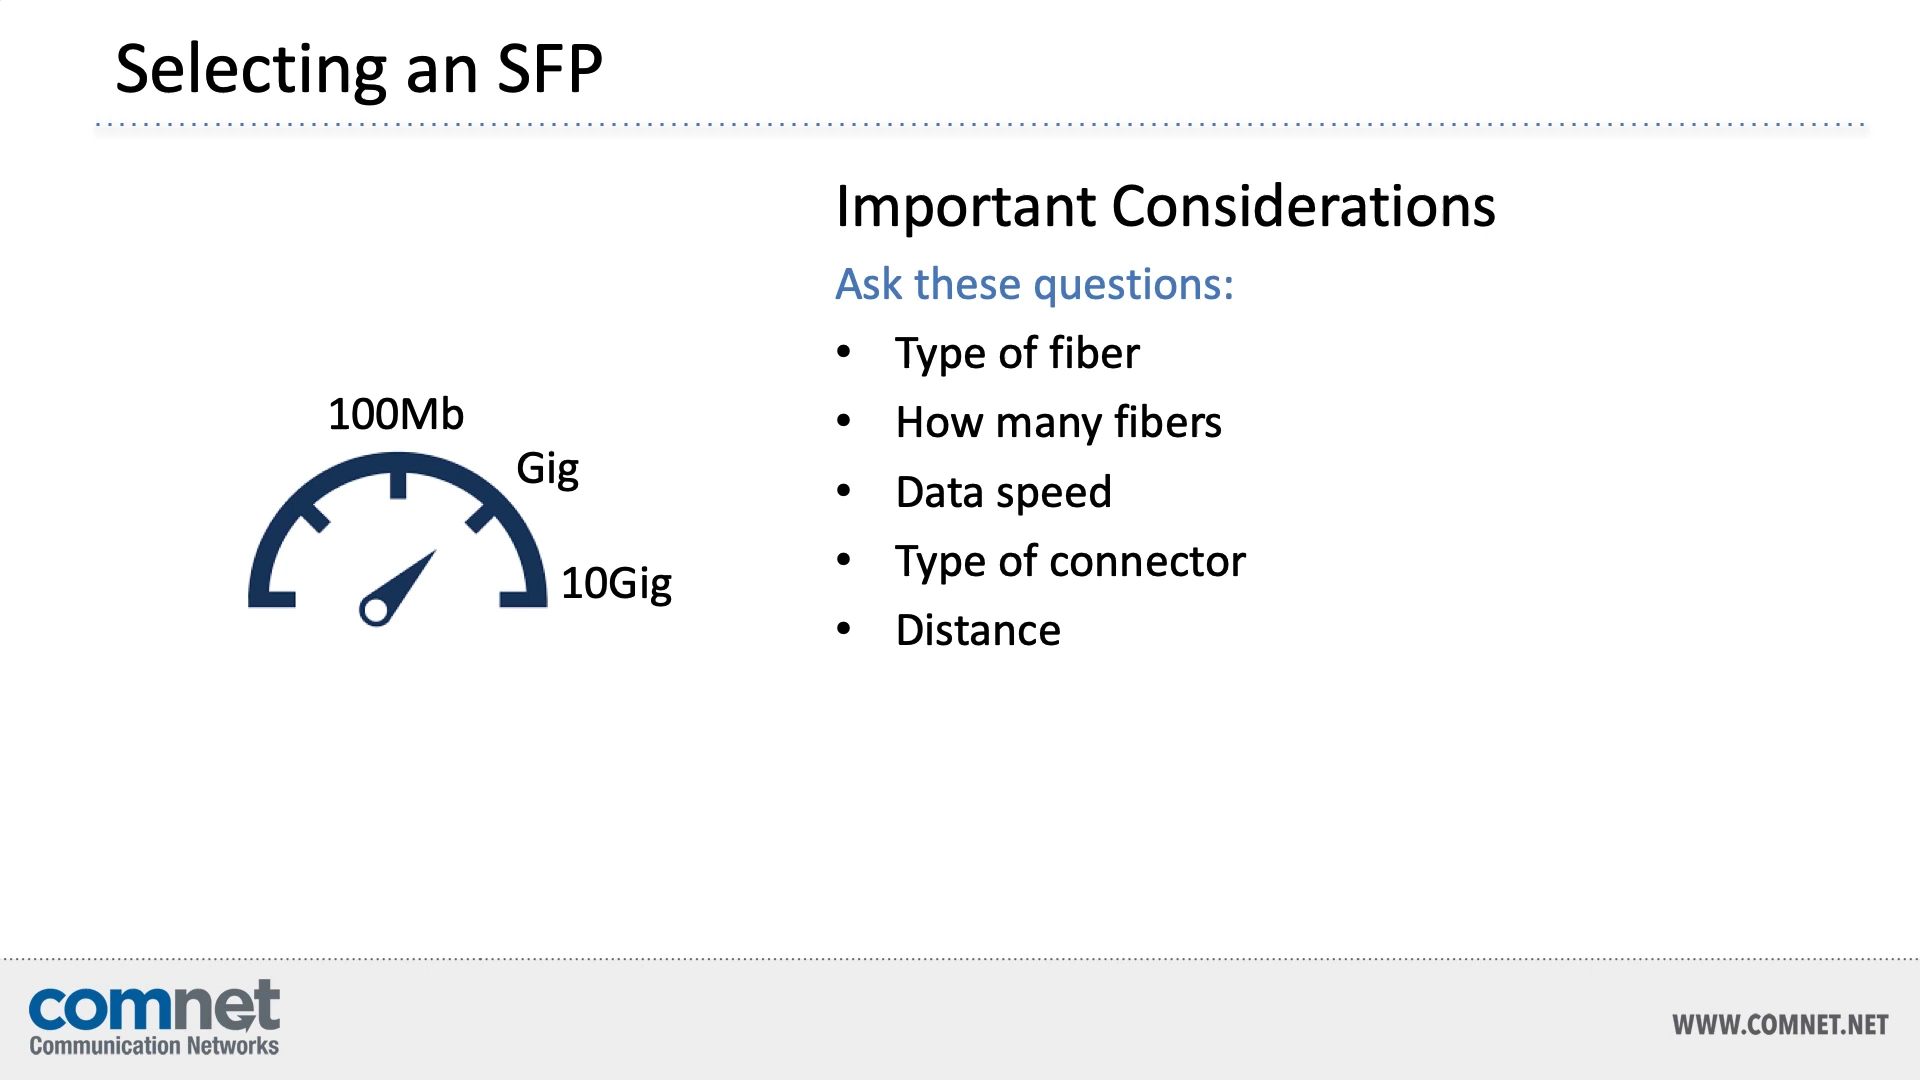 Selecting an SFP
Important Considerations
Ask these questions:
• Type of fiber
• How many fibers
• Data speed
• Type of connector
• Distance
100Mb
Gig
10Gig
comnet
Communication Networks
WWW.COMNET.NET